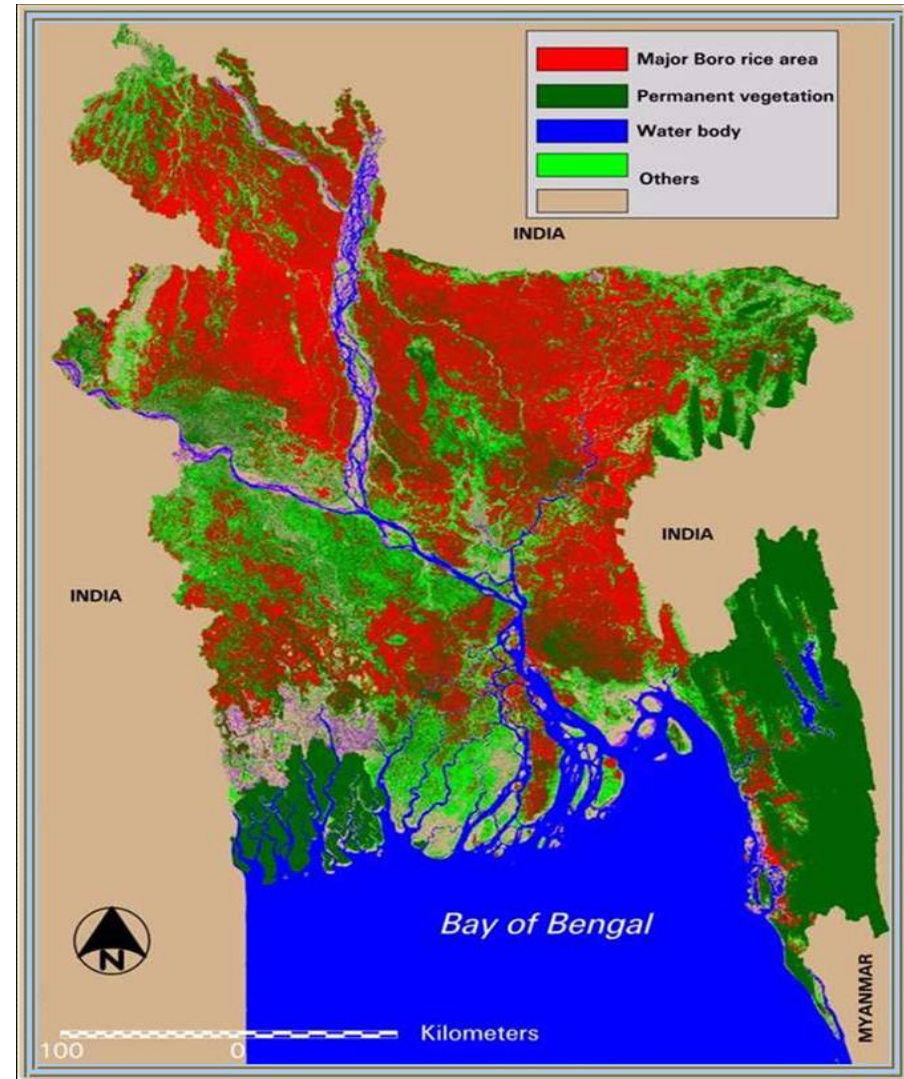 Major Boro rice area
Permanent vegetation
Water body
Others
INDIA
INDIA
INDIA
Bay of Bengal
N
MYANMAR
Kilometers
100 0